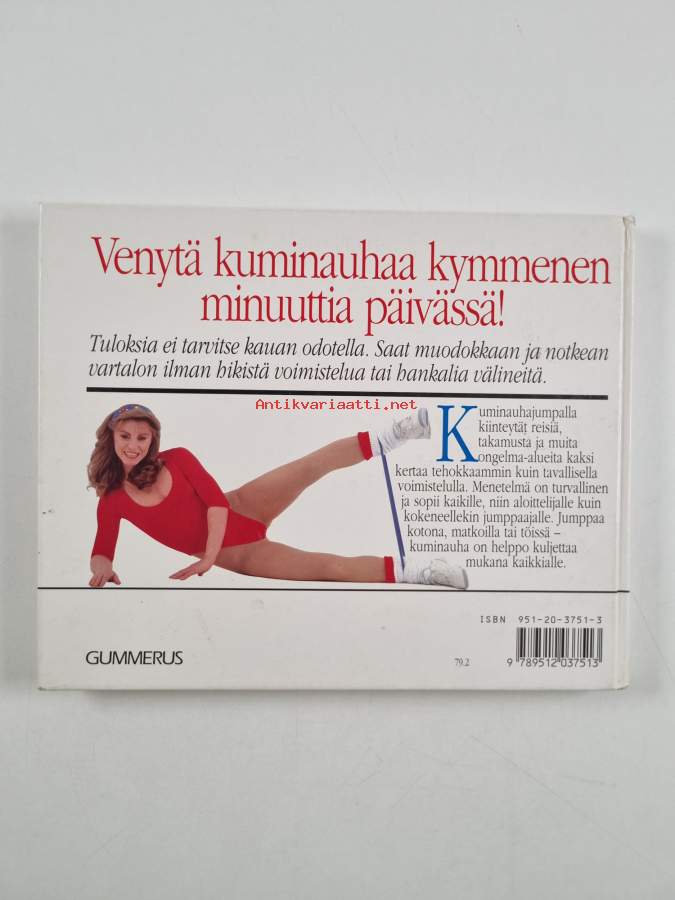 Venytä kuminauhaa kymmenen
minuuttia päivässä!
Tuloksia ei tarvitse kauan odotella. Saat muodokkaan ja notkean
vartalon ilman hikistä voimistelua tai hankalia välineitä.
Antikvariaatti.net
Kuminauhajumpalla
kiinteytät reisiä,
takamusta ja muita
ongelma-alueita kaksi
kertaa tehokkaammin kuin tavallisella
voimistelulla. Menetelmä on turvallinen
ja sopii kaikille, niin aloittelijalle kuin
kokeneellekin jumppaajalle. Jumppaa
kotona, matkoilla tai töissä –
kuminauha on helppo kuljettaa
mukana kaikkialle.
ISBN 951-20-3751-3
GUMMERUS
79.2
9 789512 037513